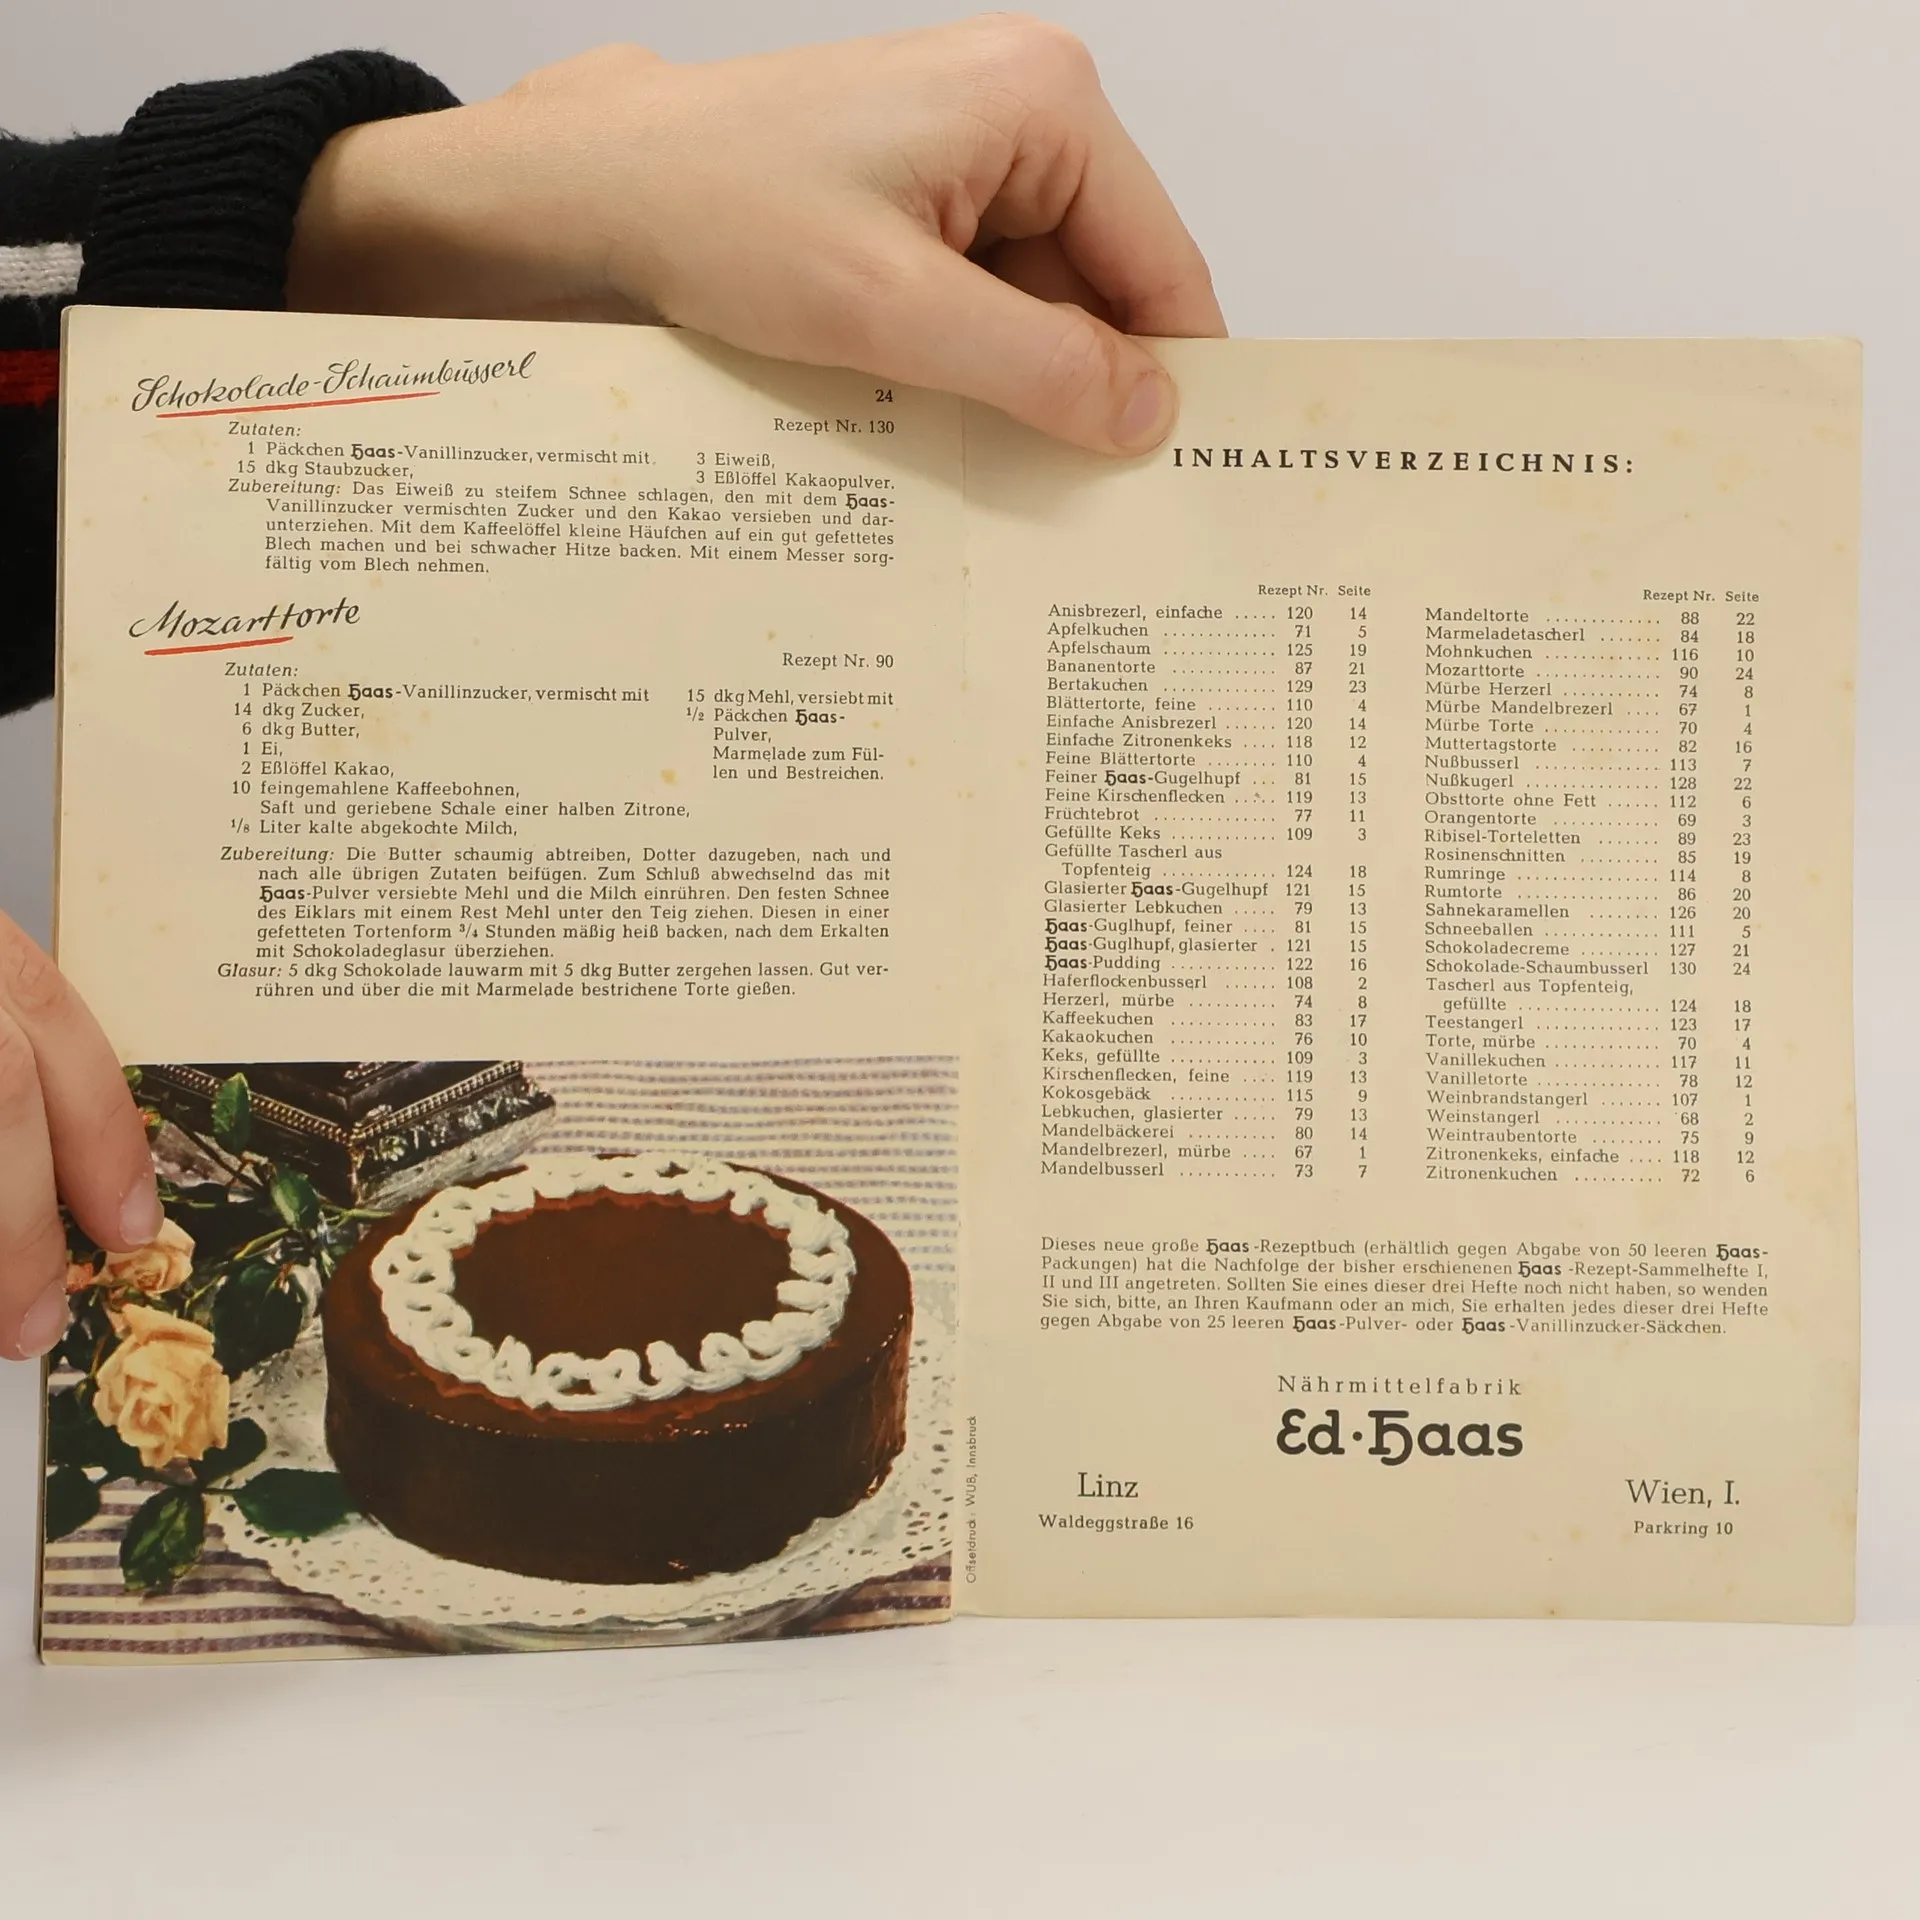 Schokolade-Schaumbusserl
24
Rezept Nr. 130
Zutaten:
1 Päckchen Haas-Vanillinzucker, vermischt mit
15 dkg Staubzucker,
3 Eiweiß,
3 Eßlöffel Kakaopulver.
Zubereitung: Das Eiweiß zu steifem Schnee schlagen, den mit dem Haas-
Vanillinzucker vermischten Zucker und den Kakao versieben und dar-
unterziehen. Mit dem Kaffeelöffel kleine Häufchen auf ein gut gefettetes
Blech machen und bei schwacher Hitze backen. Mit einem Messer sorg-
fältig vom Blech nehmen.
Mozarttorte
Rezept Nr. 90
Zutaten:
1 Päckchen Haas-Vanillinzucker, vermischt mit
14 dkg Zucker,
6 dkg Butter,
1 Ei,
2 Eßlöffel Kakao,
10 feingemahlene Kaffeebohnen,
Saft und geriebene Schale einer halben Zitrone,
1/8 Liter kalte abgekochte Milch,
15 dkg Mehl, versiebt mit
1/2 Päckchen Haas-
Pulver,
Marmelade zum Fül-
len und Bestreichen.
Zubereitung: Die Butter schaumig abtreiben, Dotter dazugeben, nach und
nach alle übrigen Zutaten beifügen. Zum Schluß abwechselnd das mit
Haas-Pulver versiebte Mehl und die Milch einrühren. Den festen Schnee
des Eiklars mit einem Rest Mehl unter den Teig ziehen. Diesen in einer
gefetteten Tortenform 3/4 Stunden mäßig heiß backen, nach dem Erkalten
mit Schokoladeglasur überziehen.
Glasur: 5 dkg Schokolade lauwarm mit 5 dkg Butter zergehen lassen. Gut ver-
rühren und über die mit Marmelade bestrichene Torte gießen.
Offsetdruck: WUB, Innsbruck
INHALTSVERZEICHNIS:
Rezept Nr. Seite
Anisbrezerl, einfache ..... 120 14
Apfelkuchen ............ 71 5
Apfelschaum ............ 125 19
Bananentorte ........... 87 21
Bertakuchen ............ 129 23
Blättertorte, feine ........ 110 4
Einfache Anisbrezerl ...... 120 14
Einfache Zitronenkeks .... 118 12
Feine Blättertorte ........ 110 4
Feiner Haas-Gugelhupf ... 81 15
Feine Kirschenflecken ..... 119 13
Früchtebrot ............. 77 11
Gefüllte Keks ............ 109 3
Gefüllte Tascherl aus
Topfenteig ............. 124 18
Glasierter Haas-Gugelhupf 121 15
Glasierter Lebkuchen ..... 79 13
Haas-Guglhupf, feiner .... 81 15
Haas-Guglhupf, glasierter . 121 15
Haas-Pudding ............ 122 16
Haferflockenbusserl ...... 108 2
Herzerl, mürbe .......... 74 8
Kaffeekuchen ............ 83 17
Kakaokuchen ............ 76 10
Keks, gefüllte ............ 109 3
Kirschenflecken, feine .... 119 13
Kokosgebäck ............ 115 9
Lebkuchen, glasierter ..... 79 13
Mandelbäckerei .......... 80 14
Mandelbrezerl, mürbe .... 67 1
Mandelbusserl ........... 73 7
Rezept Nr. Seite
Mandeltorte ............. 88 22
Marmeladetascherl ....... 84 18
Mohnkuchen ............. 116 10
Mozarttorte .............. 90 24
Mürbe Herzerl ........... 74 8
Mürbe Mandelbrezerl .... 67 1
Mürbe Torte ............. 70 4
Muttertagstorte .......... 82 16
Nußbusserl .............. 113 7
Nußkugerl ............... 128 22
Obsttorte ohne Fett ...... 112 6
Orangentorte ............ 69 3
Ribisel-Torteletten ....... 89 23
Rosinenschnitten ......... 85 19
Rumringe ............... 114 8
Rumtorte ................ 86 20
Sahnekaramellen ........ 126 20
Schneeballen ............ 111 5
Schokoladecreme ........ 127 21
Schokolade-Schaumbusserl 130 24
Tascherl aus Topfenteig,
gefüllte ................ 124 18
Teestangerl .............. 123 17
Torte, mürbe ............. 70 4
Vanillekuchen ............ 117 11
Vanilletorte ............. 78 12
Weinbrandstangerl ....... 107 1
Weinstangerl ............ 68 2
Weintraubentorte ........ 75 9
Zitronenkeks, einfache .... 118 12
Zitronenkuchen .......... 72 6
Dieses neue große Haas-Rezeptbuch (erhältlich gegen Abgabe von 50 leeren Haas-
Packungen) hat die Nachfolge der bisher erschienenen Haas-Rezept-Sammelhefte I,
II und III angetreten. Sollten Sie eines dieser drei Hefte noch nicht haben, so wenden
Sie sich, bitte, an Ihren Kaufmann oder an mich, Sie erhalten jedes dieser drei Hefte
gegen Abgabe von 25 leeren Haas-Pulver- oder Haas-Vanillinzucker-Säckchen.
Nährmittelfabrik
Ed·Haas
Linz
Waldeggstraße 16
Wien, I.
Parkring 10